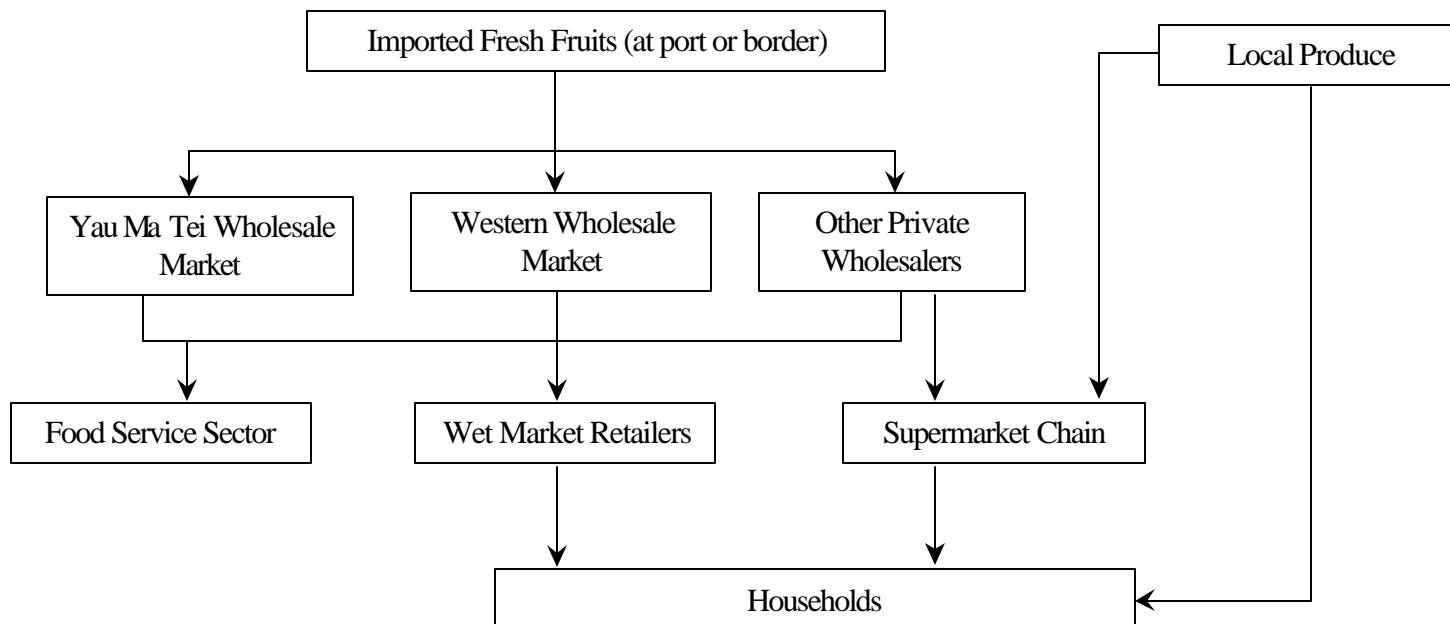 Imported Fresh Fruits (at port or border)
Local Produce
Yau Ma Tei Wholesale
Market
Western Wholesale
Market
Other Private
Wholesalers
Food Service Sector
Wet Market Retailers
Supermarket Chain
Households